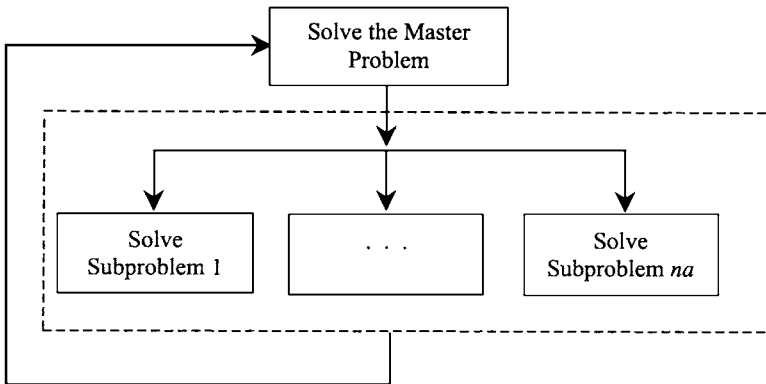 Solve the Master
Problem
Solve
Subproblem 1
. . .
Solve
Subproblem na